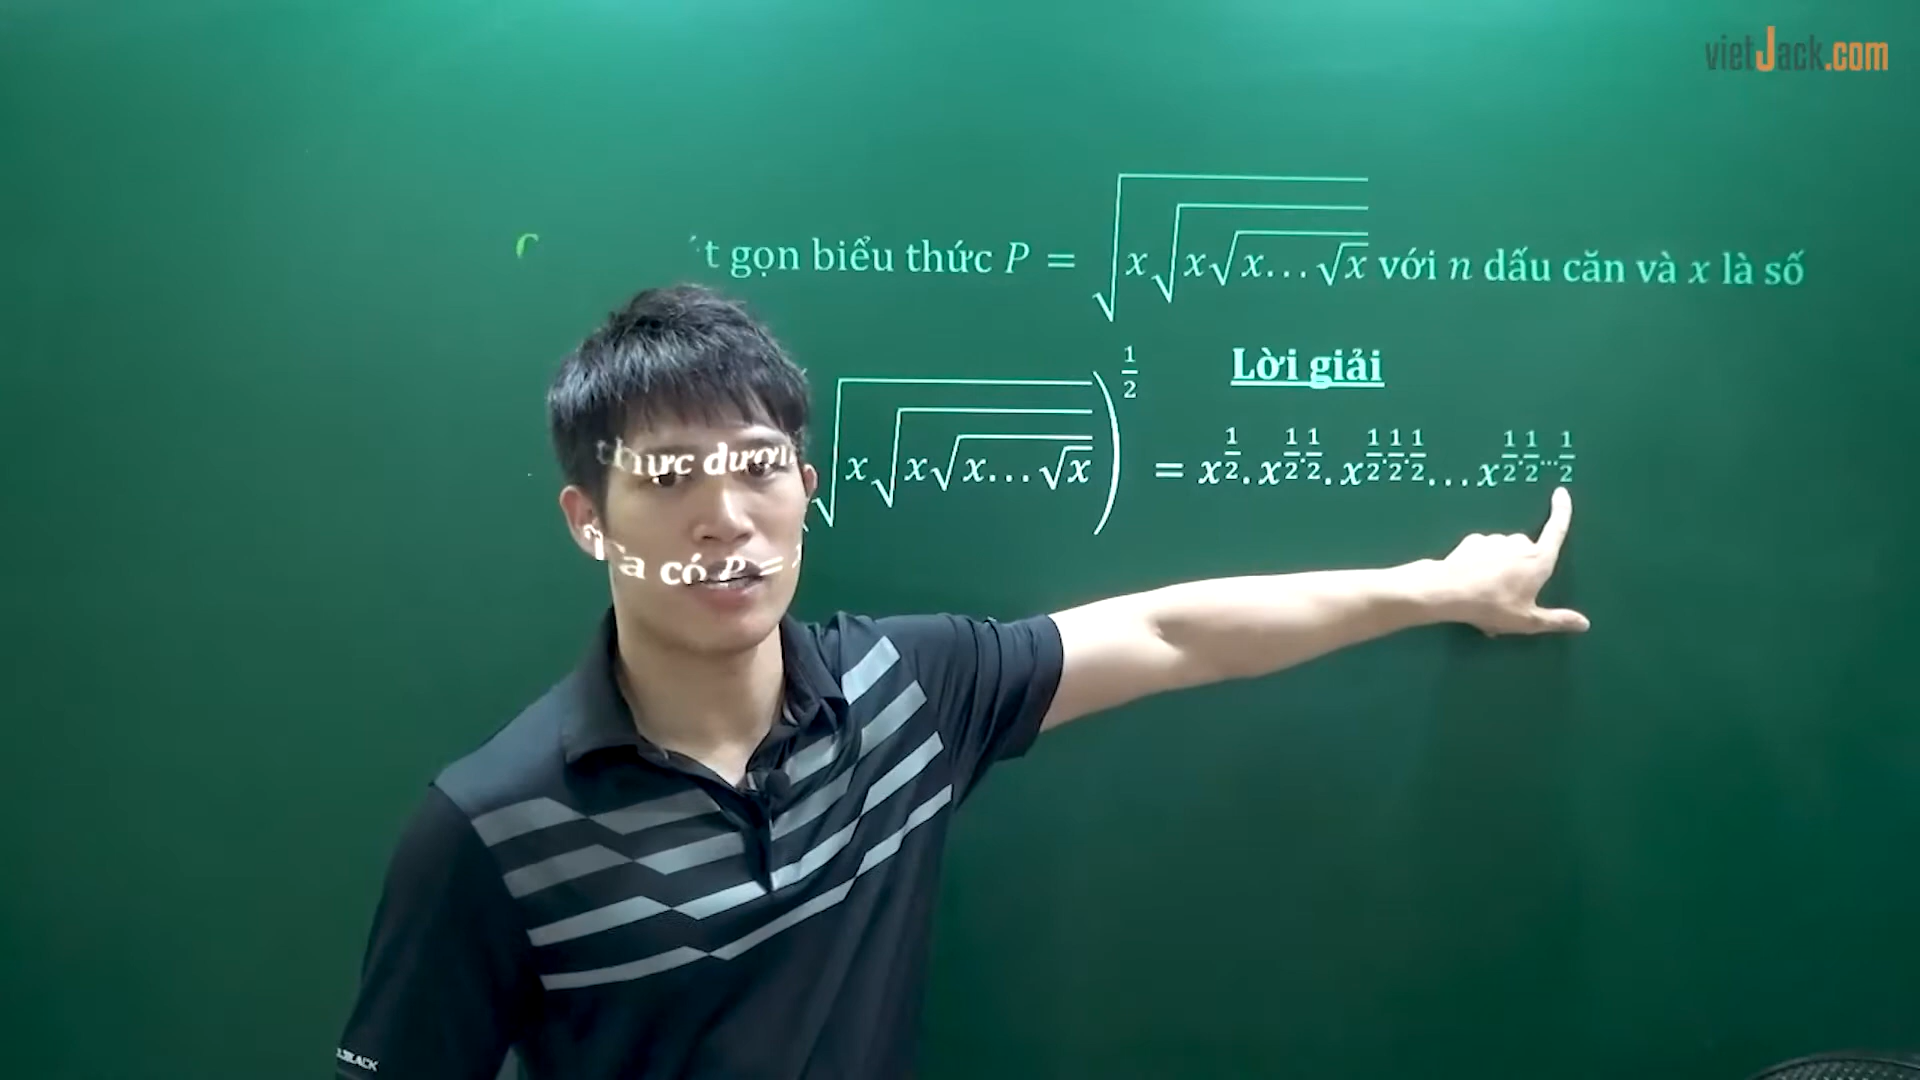 vietJack.com
t gọn biểu thức P = √(x√(x√(x...√x))) với n dấu căn và x là số
thực dương
Lời giải
Ta có P =
(√(x√(x√(x...√x))))^(1/2) = x^(1/2).x^(1/2.1/2).x^(1/2.1/2.1/2)...x^(1/2.1/2...1/2)